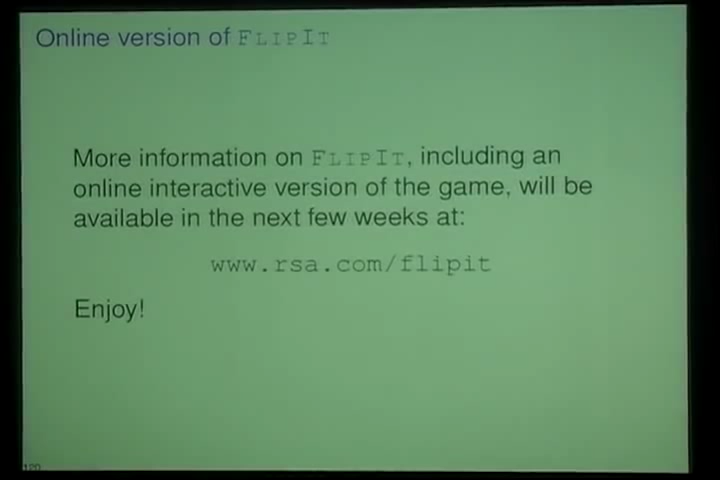 Online version of FLIPIT
More information on FLIPIT, including an
online interactive version of the game, will be
available in the next few weeks at:
www.rsa.com/flipit
Enjoy!
120